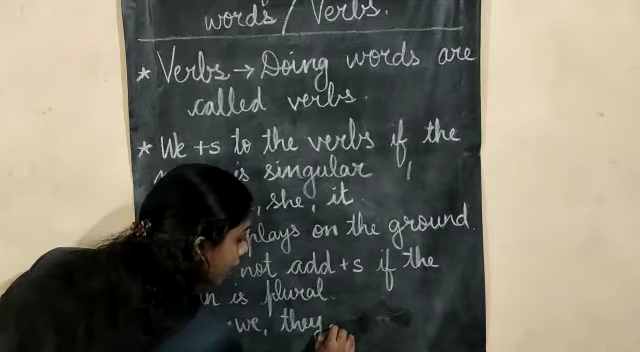 words / Verbs.
* Verbs → Doing words are
called verbs.
* We +s to the verbs if the
is singular,
, she, it.
plays on the ground.
not add +s if the
is plural.
we, they